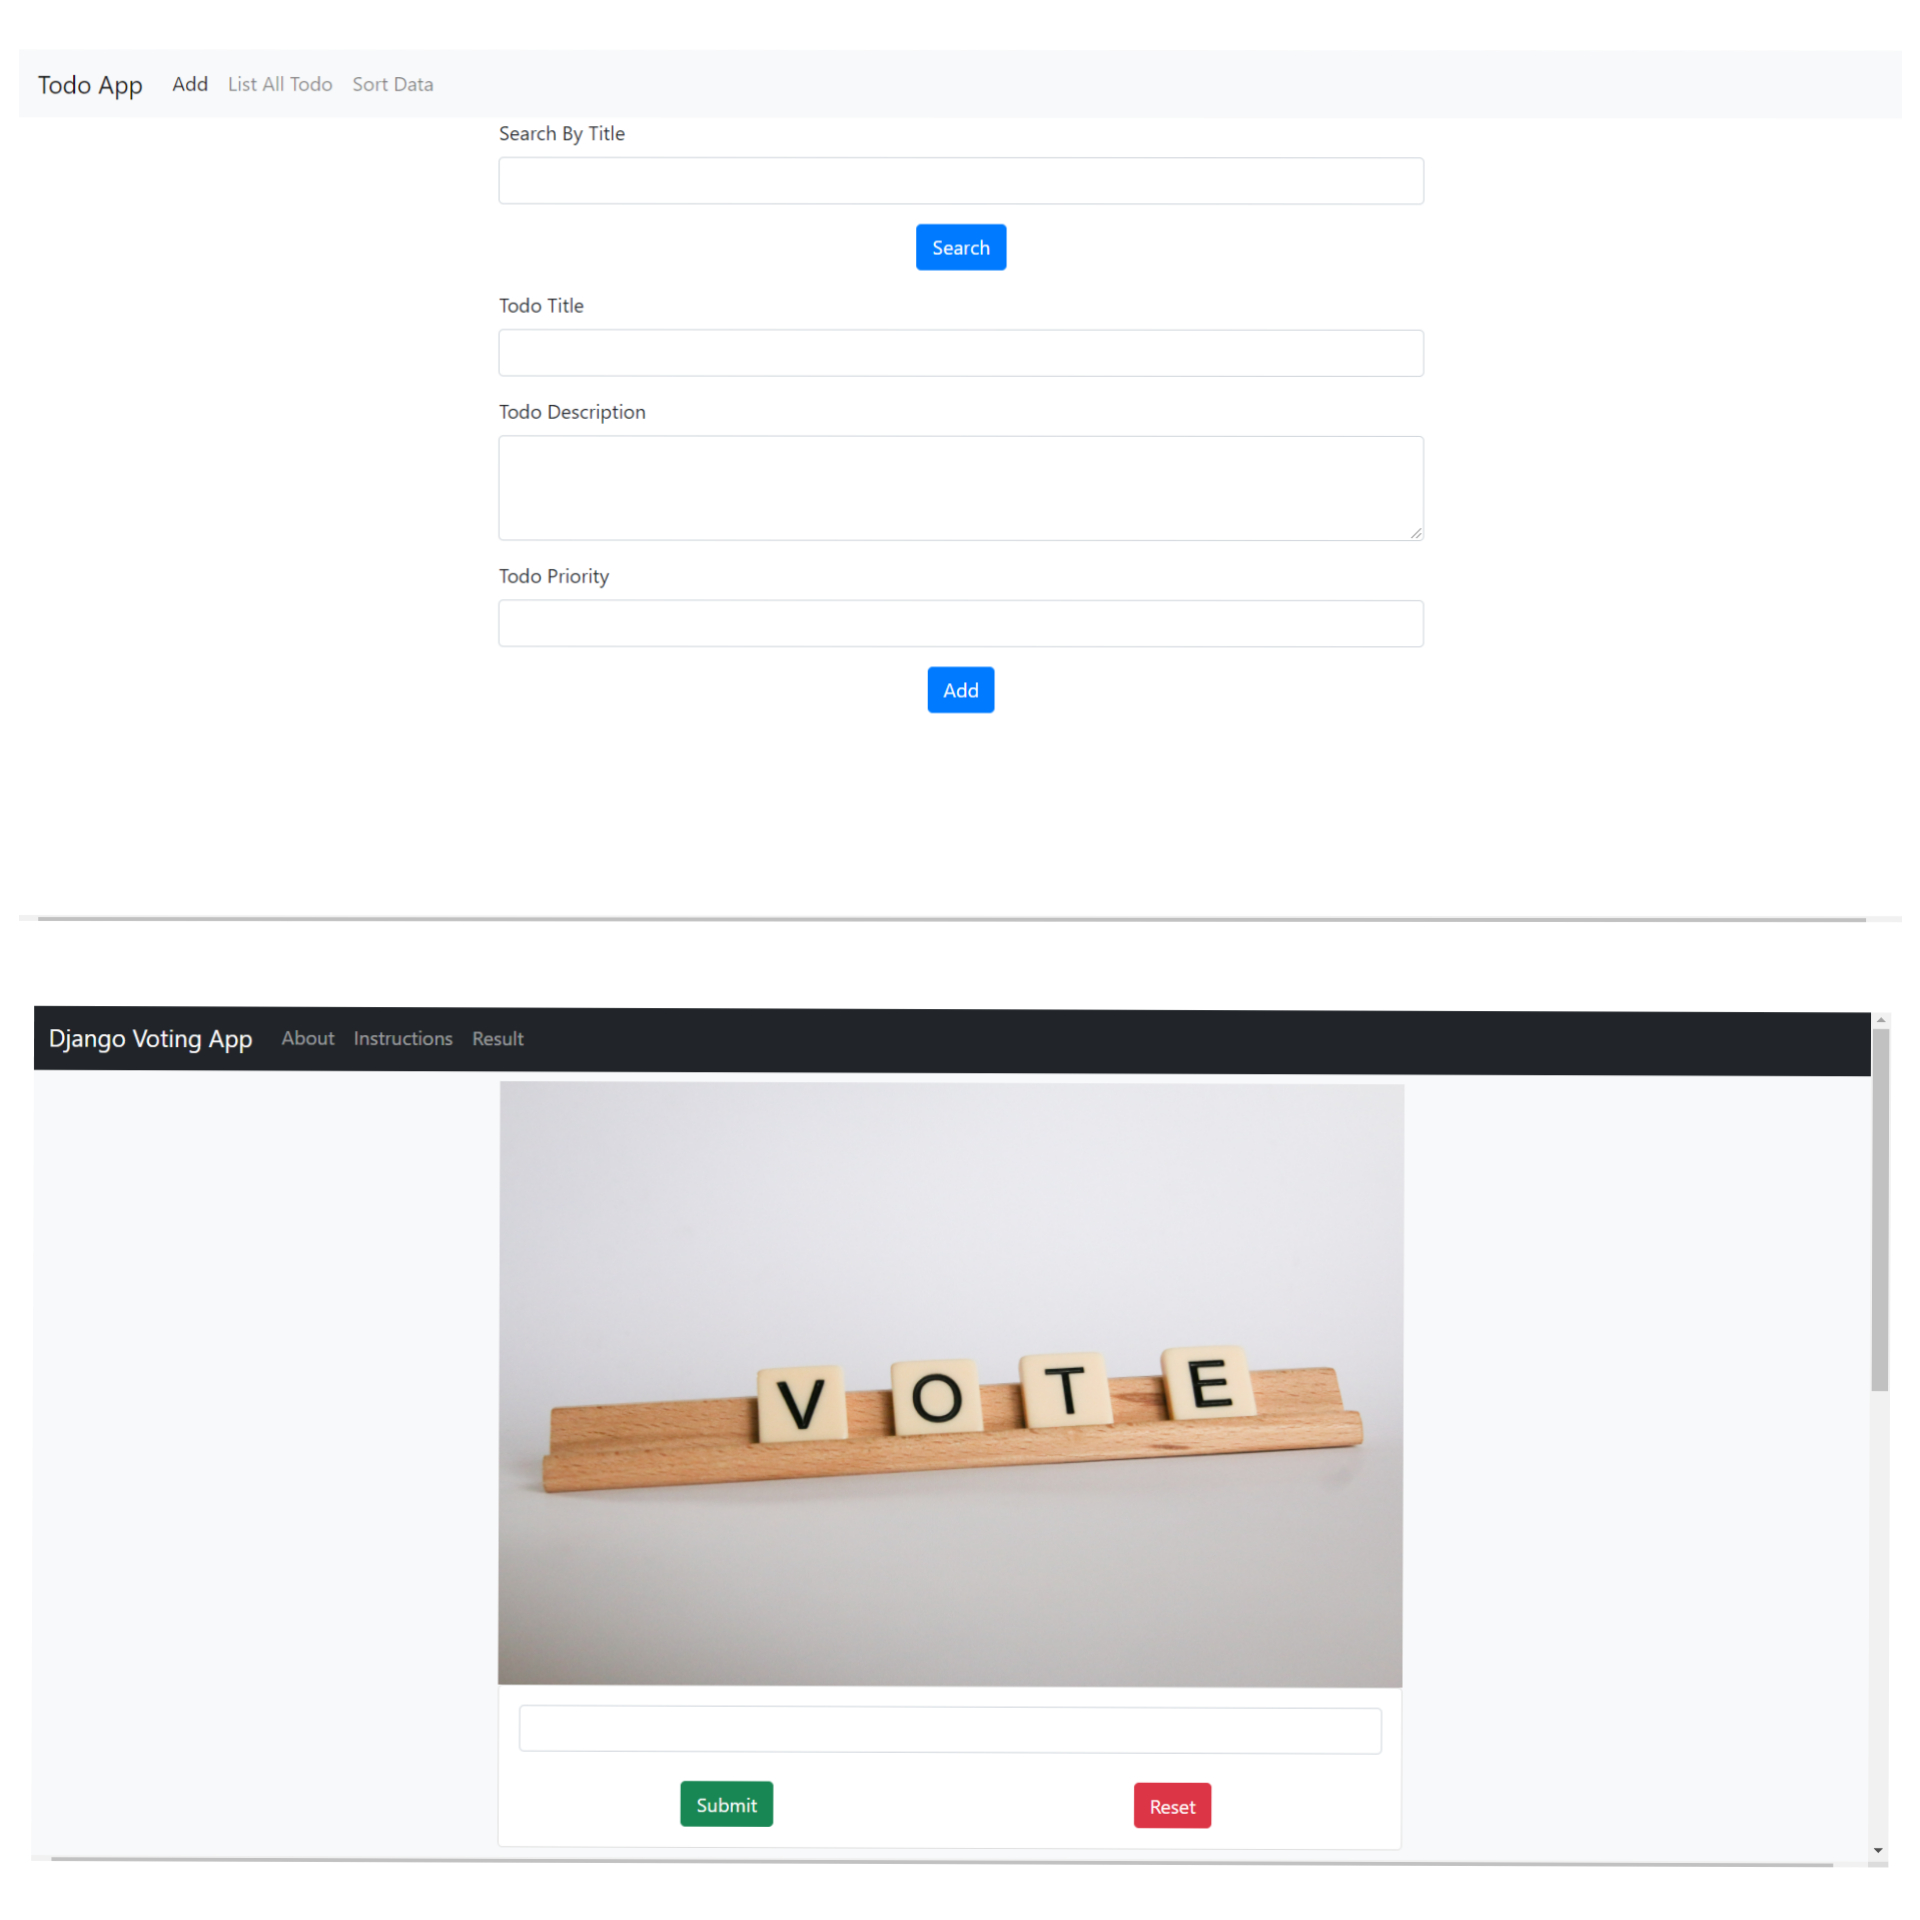 Todo App Add List All Todo Sort Data
Search By Title
Search
Todo Title
Todo Description
Todo Priority
Add
Django Voting App About Instructions Result
V O T E
Submit Reset